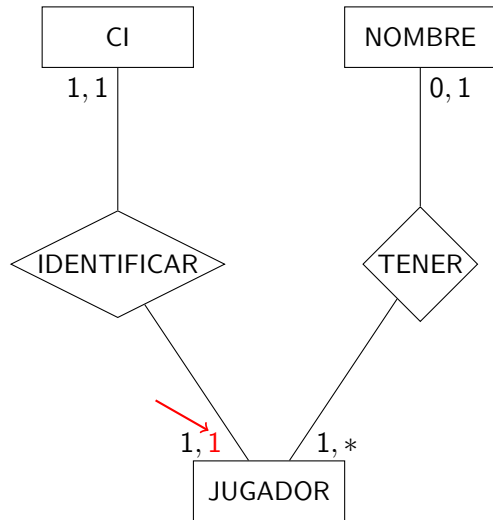 CI
NOMBRE
1, 1
0, 1
IDENTIFICAR
TENER
1, 1
1, *
JUGADOR